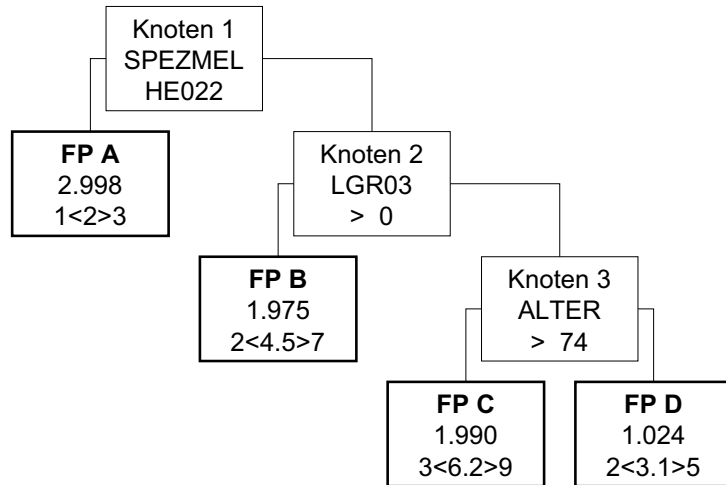 Knoten 1
SPEZMEL
HE022
FP A
2.998
1<2>3
Knoten 2
LGR03
> 0
FP B
1.975
2<4.5>7
Knoten 3
ALTER
> 74
FP C
1.990
3<6.2>9
FP D
1.024
2<3.1>5